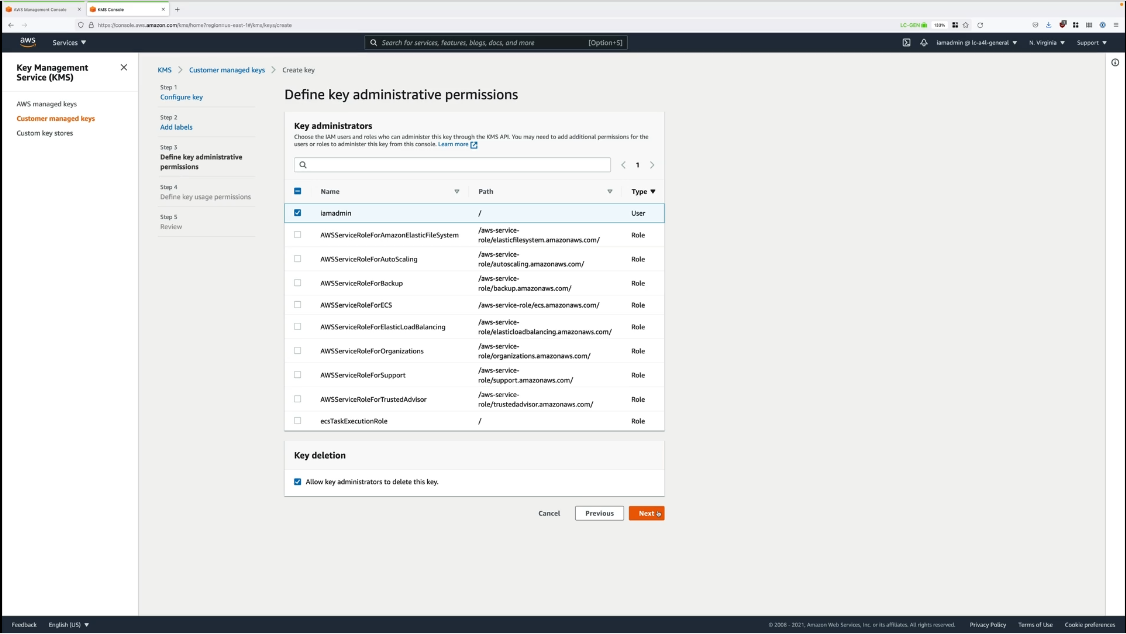 AWS Management Console
KMS Console
https://console.aws.amazon.com/kms/home?region=us-east-1#/kms/keys/create
LC-GEN
133%
aws
Services
Search for services, features, blogs, docs, and more
[Option+S]
iamadmin @ lc-a4l-general
N. Virginia
Support
Key Management
Service (KMS)
AWS managed keys
Customer managed keys
Custom key stores
KMS > Customer managed keys > Create key
Step 1
Configure key
Step 2
Add labels
Step 3
Define key administrative
permissions
Step 4
Define key usage permissions
Step 5
Review
Define key administrative permissions
Key administrators
Choose the IAM users and roles who can administer this key through the KMS API. You may need to add additional permissions for the
users or roles to administer this key from this console. Learn more
1
Name Path Type
iamadmin / User
AWSServiceRoleForAmazonElasticFileSystem /aws-service-
role/elasticfilesystem.amazonaws.com/ Role
AWSServiceRoleForAutoScaling /aws-service-
role/autoscaling.amazonaws.com/ Role
AWSServiceRoleForBackup /aws-service-
role/backup.amazonaws.com/ Role
AWSServiceRoleForECS /aws-service-role/ecs.amazonaws.com/ Role
AWSServiceRoleForElasticLoadBalancing /aws-service-
role/elasticloadbalancing.amazonaws.com/ Role
AWSServiceRoleForOrganizations /aws-service-
role/organizations.amazonaws.com/ Role
AWSServiceRoleForSupport /aws-service-
role/support.amazonaws.com/ Role
AWSServiceRoleForTrustedAdvisor /aws-service-
role/trustedadvisor.amazonaws.com/ Role
ecsTaskExecutionRole / Role
Key deletion
Allow key administrators to delete this key.
Cancel
Previous
Next
Feedback
English (US)
© 2008 - 2021, Amazon Web Services, Inc. or its affiliates. All rights reserved.
Privacy Policy
Terms of Use
Cookie preferences